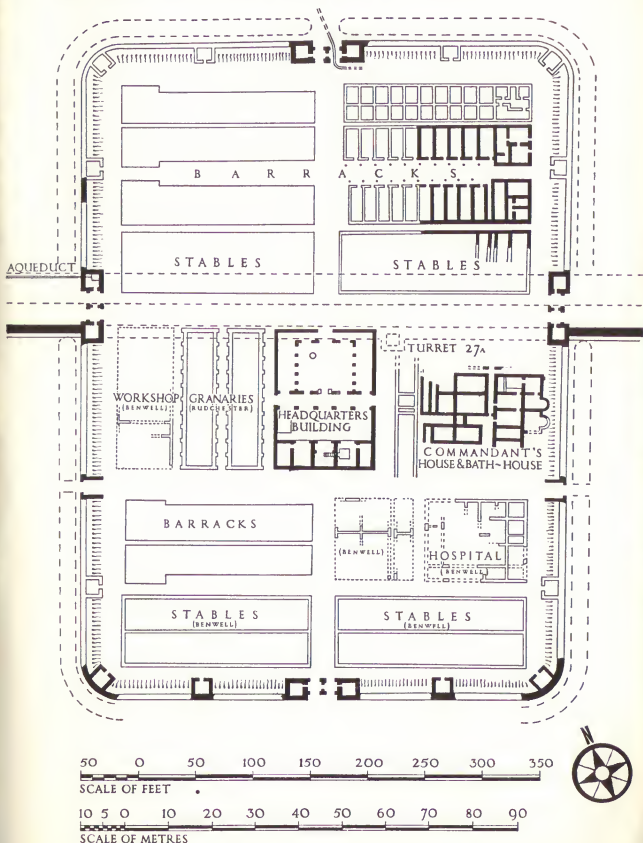 BARRACKS
STABLES STABLES
AQUEDUCT
TURRET 27A
WORKSHOP GRANARIES
(BENWELL) (RUDCHESTER)
HEADQUARTERS
BUILDING
COMMANDANT'S
HOUSE & BATH-HOUSE
BARRACKS
(BENWELL)
HOSPITAL
(BENWELL)
STABLES STABLES
(BENWELL) (BENWELL)
N
50 0 50 100 150 200 250 300 350
SCALE OF FEET
10 5 0 10 20 30 40 50 60 70 80 90
SCALE OF METRES